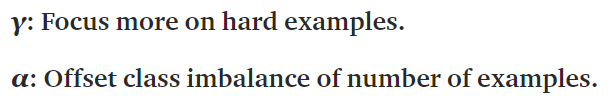 γ: Focus more on hard examples.
α: Offset class imbalance of number of examples.